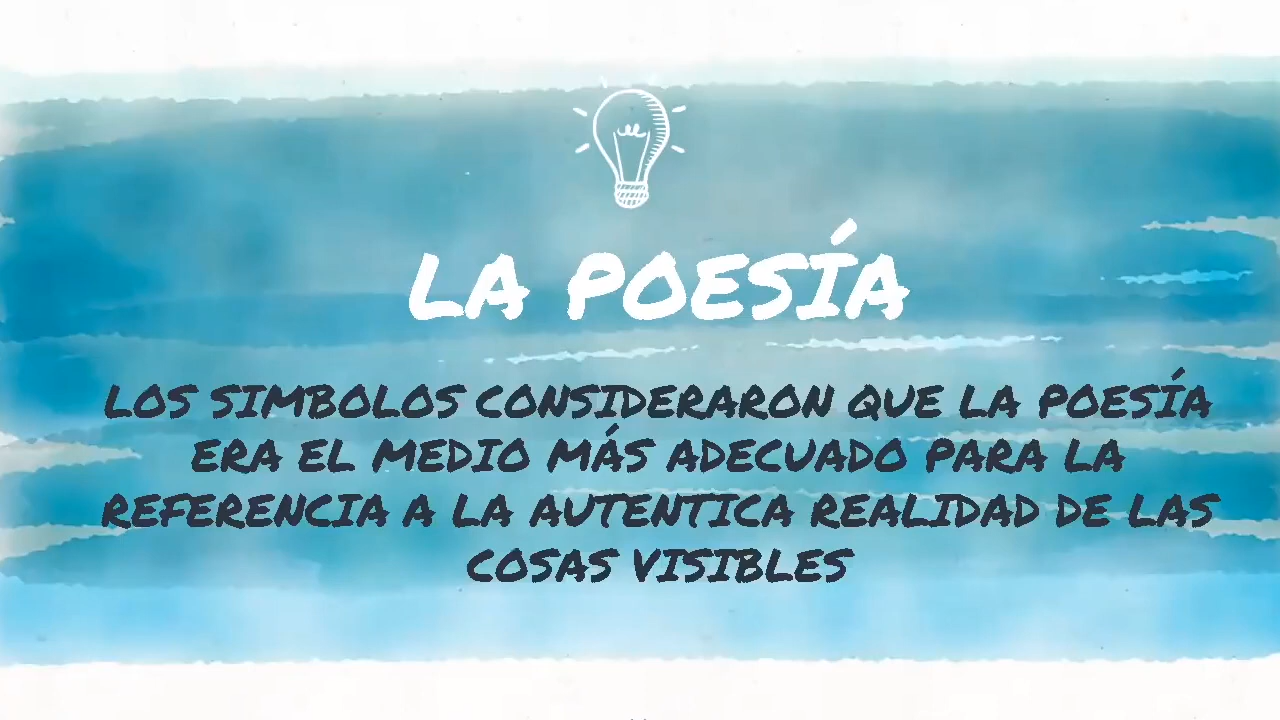 LA POESÍA
LOS SIMBOLOS CONSIDERARON QUE LA POESÍA
ERA EL MEDIO MÁS ADECUADO PARA LA
REFERENCIA A LA AUTENTICA REALIDAD DE LAS
COSAS VISIBLES